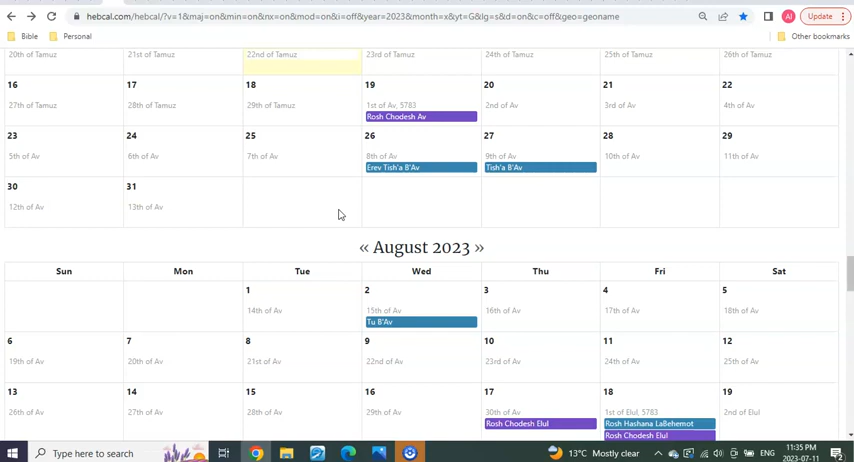 hebcal.com/hebcal/?v=1&maj=on&min=on&nx=on&mod=on&i=off&year=2023&month=x&yt=G&lg=s&d=on&c=off&geo=geoname
AI
Update
Bible Personal Other bookmarks
20th of Tamuz 21st of Tamuz 22nd of Tamuz 23rd of Tamuz 24th of Tamuz 25th of Tamuz 26th of Tamuz
16 17 18 19 20 21 22
27th of Tamuz 28th of Tamuz 29th of Tamuz 1st of Av, 5783 2nd of Av 3rd of Av 4th of Av
Rosh Chodesh Av
23 24 25 26 27 28 29
5th of Av 6th of Av 7th of Av 8th of Av 9th of Av 10th of Av 11th of Av
Erev Tish'a B'Av Tish'a B'Av
30 31
12th of Av 13th of Av
« August 2023 »
Sun Mon Tue Wed Thu Fri Sat
1 2 3 4 5
14th of Av 15th of Av 16th of Av 17th of Av 18th of Av
Tu B'Av
6 7 8 9 10 11 12
19th of Av 20th of Av 21st of Av 22nd of Av 23rd of Av 24th of Av 25th of Av
13 14 15 16 17 18 19
26th of Av 27th of Av 28th of Av 29th of Av 30th of Av 1st of Elul, 5783 2nd of Elul
Rosh Chodesh Elul Rosh Hashana LaBehemot
Rosh Chodesh Elul
Type here to search 13°C Mostly clear ENG 11:35 PM
2023-07-11
2